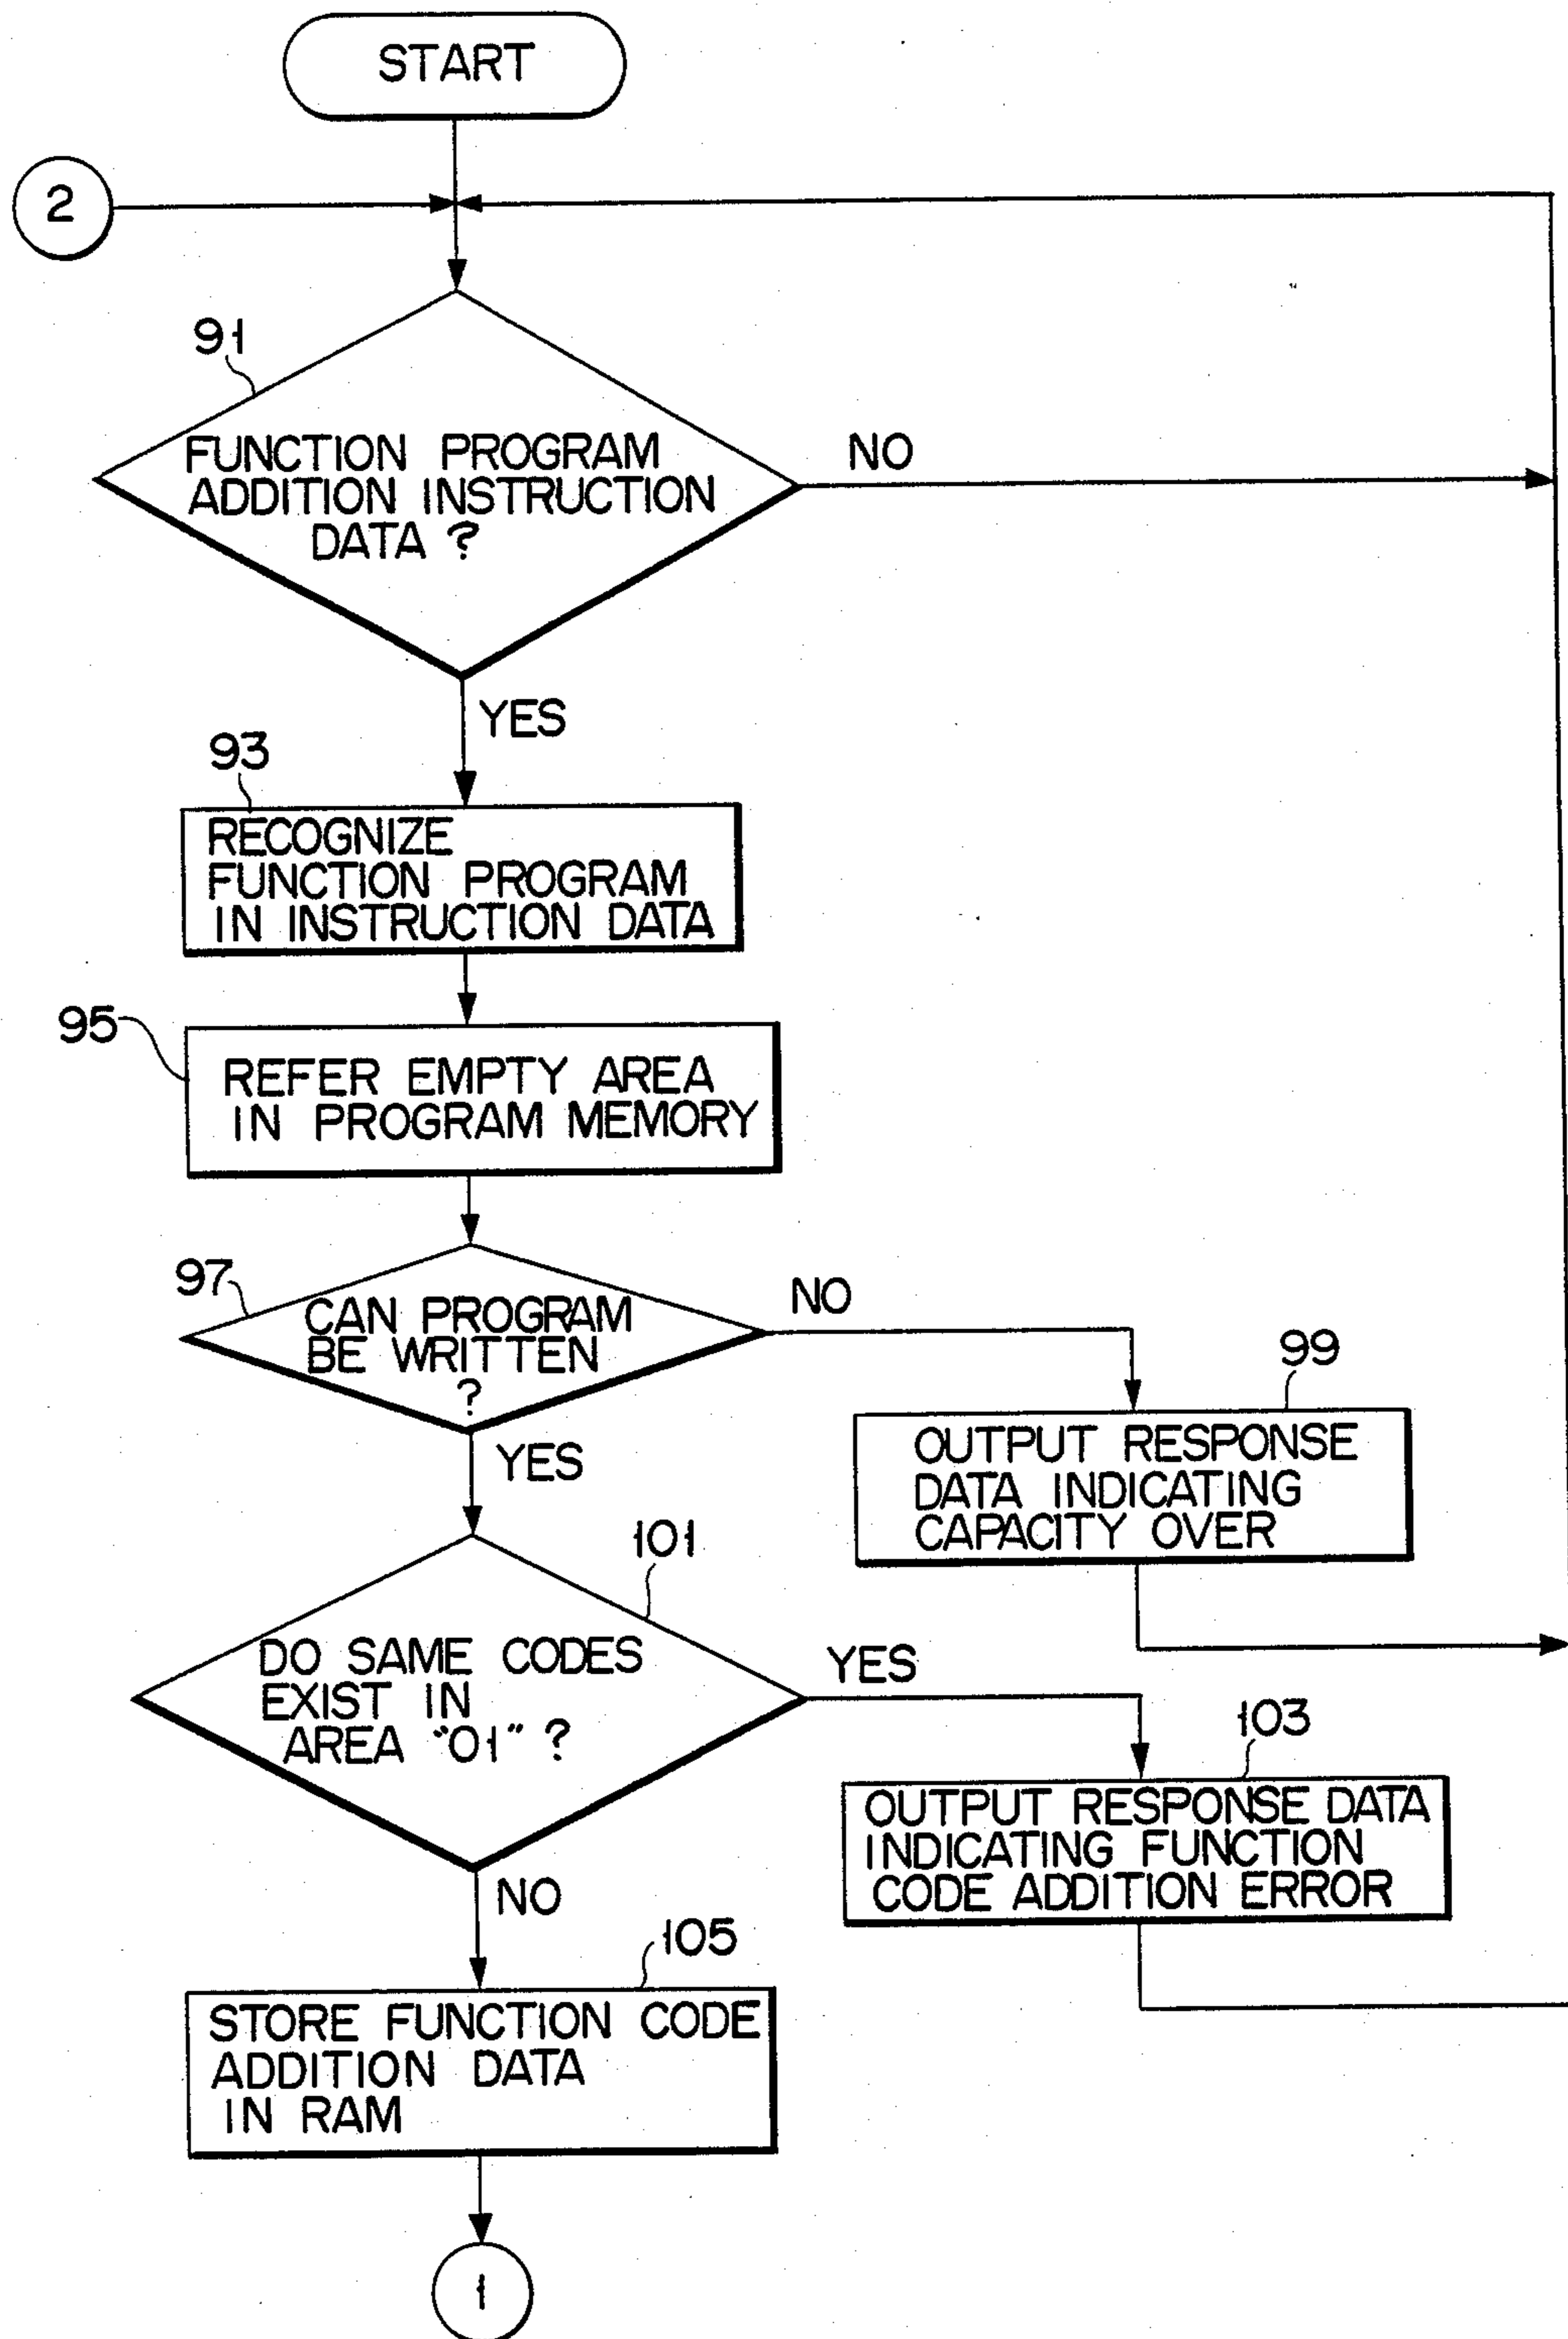 START
2
91
FUNCTION PROGRAM
ADDITION INSTRUCTION
DATA ?
NO
YES
93
RECOGNIZE
FUNCTION PROGRAM
IN INSTRUCTION DATA
95
REFER EMPTY AREA
IN PROGRAM MEMORY
97
CAN PROGRAM
BE WRITTEN
?
NO
99
OUTPUT RESPONSE
DATA INDICATING
CAPACITY OVER
YES
101
DO SAME CODES
EXIST IN
AREA "01" ?
YES
103
OUTPUT RESPONSE DATA
INDICATING FUNCTION
CODE ADDITION ERROR
NO
105
STORE FUNCTION CODE
ADDITION DATA
IN RAM
1